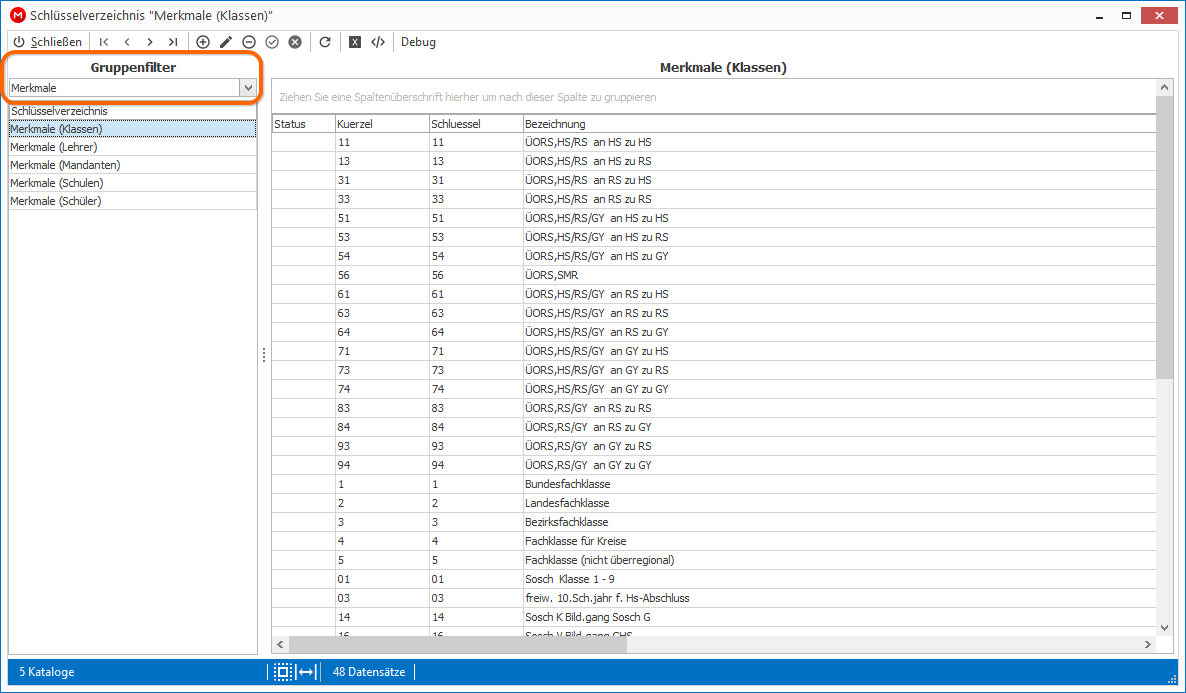 M Schlüsselverzeichnis "Merkmale (Klassen)"
Schließen X </> Debug
Gruppenfilter
Merkmale
Schlüsselverzeichnis
Merkmale (Klassen)
Merkmale (Lehrer)
Merkmale (Mandanten)
Merkmale (Schulen)
Merkmale (Schüler)
Merkmale (Klassen)
Ziehen Sie eine Spaltenüberschrift hierher um nach dieser Spalte zu gruppieren
Status Kuerzel Schluessel Bezeichnung
11 11 ÜORS,HS/RS an HS zu HS
13 13 ÜORS,HS/RS an HS zu RS
31 31 ÜORS,HS/RS an RS zu HS
33 33 ÜORS,HS/RS an RS zu RS
51 51 ÜORS,HS/RS/GY an HS zu HS
53 53 ÜORS,HS/RS/GY an HS zu RS
54 54 ÜORS,HS/RS/GY an HS zu GY
56 56 ÜORS,SMR
61 61 ÜORS,HS/RS/GY an RS zu HS
63 63 ÜORS,HS/RS/GY an RS zu RS
64 64 ÜORS,HS/RS/GY an RS zu GY
71 71 ÜORS,HS/RS/GY an GY zu HS
73 73 ÜORS,HS/RS/GY an GY zu RS
74 74 ÜORS,HS/RS/GY an GY zu GY
83 83 ÜORS,RS/GY an RS zu RS
84 84 ÜORS,RS/GY an RS zu GY
93 93 ÜORS,RS/GY an GY zu RS
94 94 ÜORS,RS/GY an GY zu GY
1 1 Bundesfachklasse
2 2 Landesfachklasse
3 3 Bezirksfachklasse
4 4 Fachklasse für Kreise
5 5 Fachklasse (nicht überregional)
01 01 Sosch Klasse 1 - 9
03 03 freiw. 10.Sch.jahr f. Hs-Abschluss
14 14 Sosch K Bild.gang Sosch G
16 16 Sosch V Bild.gang GHS
5 Kataloge 48 Datensätze